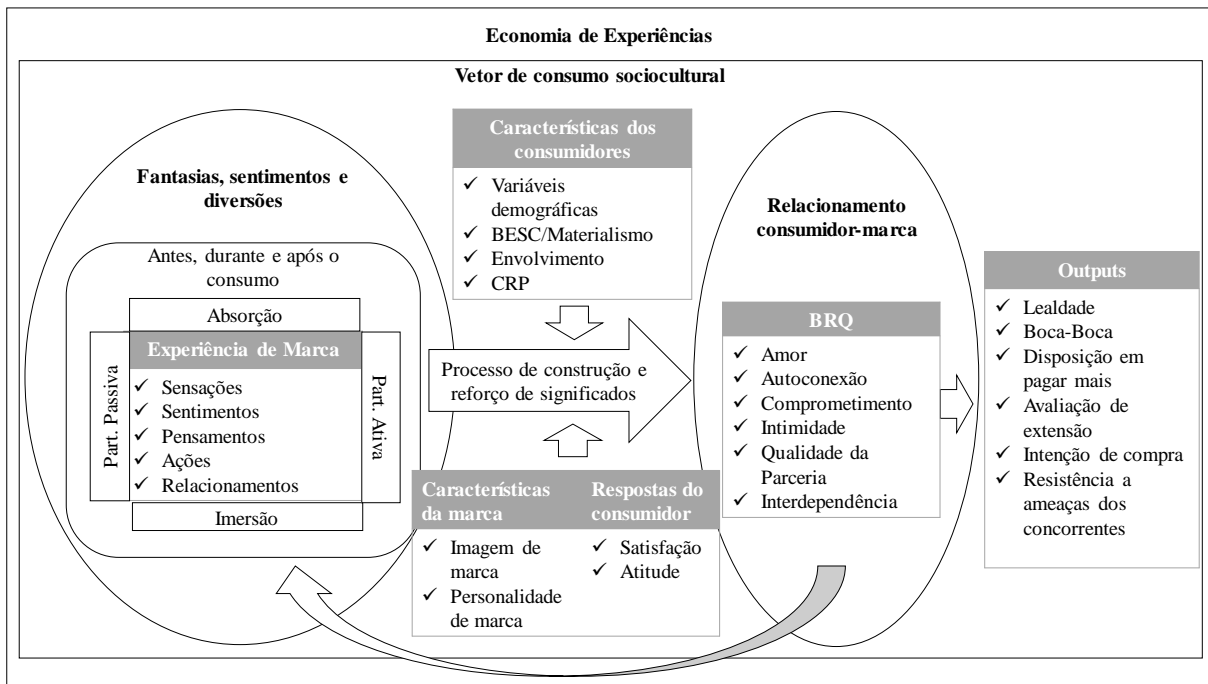 Economia de Experiências
Vetor de consumo sociocultural
Fantasias, sentimentos e
diversões
Antes, durante e após o
consumo
Absorção
Part. Passiva
Experiência de Marca
✓ Sensações
✓ Sentimentos
✓ Pensamentos
✓ Ações
✓ Relacionamentos
Part. Ativa
Imersão
Características dos
consumidores
✓ Variáveis
demográficas
✓ BESC/Materialismo
✓ Envolvimento
✓ CRP
Processo de construção e
reforço de significados
Características
da marca
✓ Imagem de
marca
✓ Personalidade
de marca
Respostas do
consumidor
✓ Satisfação
✓ Atitude
Relacionamento
consumidor-marca
BRQ
✓ Amor
✓ Autoconexão
✓ Comprometimento
✓ Intimidade
✓ Qualidade da
Parceria
✓ Interdependência
Outputs
✓ Lealdade
✓ Boca-Boca
✓ Disposição em
pagar mais
✓ Avaliação de
extensão
✓ Intenção de compra
✓ Resistência a
ameaças dos
concorrentes